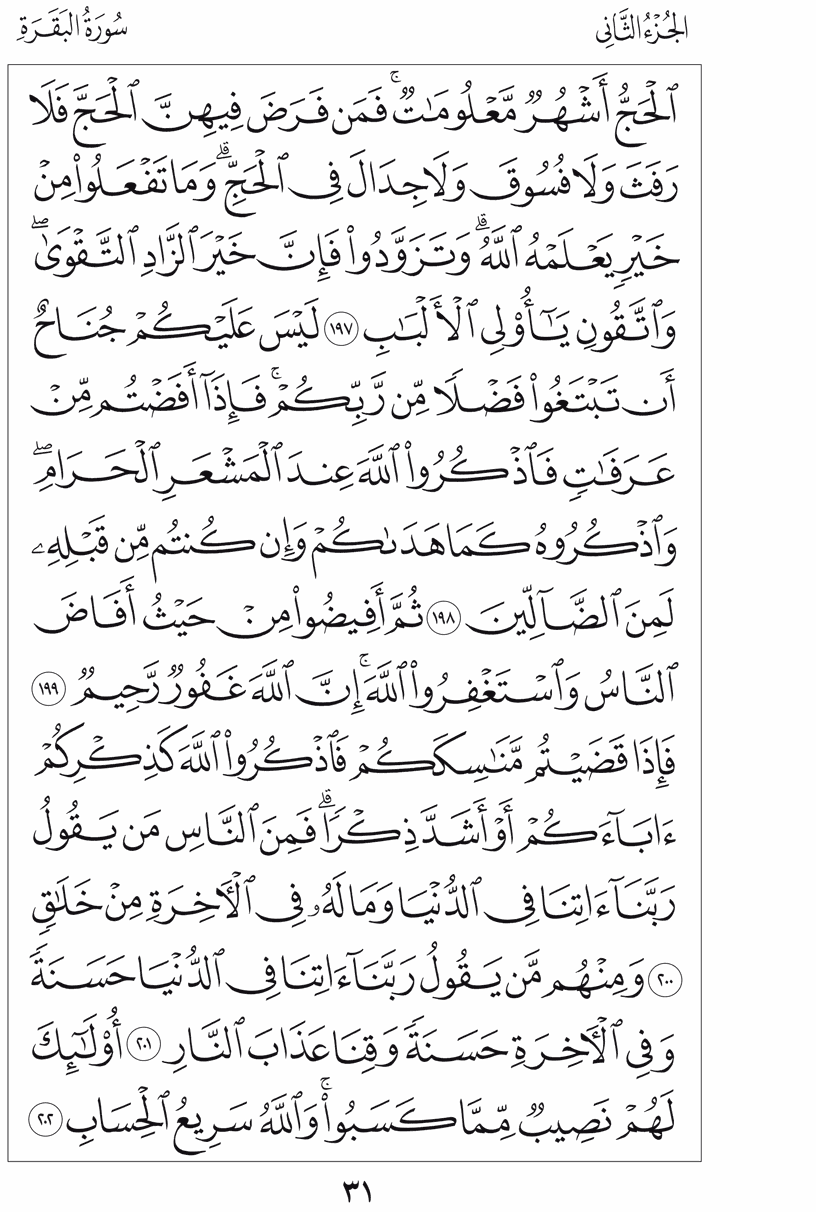 الجُزْءُ الثَّانِى
سُورَةُ البَقَرَةِ
ٱلۡحَجُّ أَشۡهُرٞ مَّعۡلُومَٰتٞۚ فَمَن فَرَضَ فِيهِنَّ ٱلۡحَجَّ فَلَا
رَفَثَ وَلَا فُسُوقَ وَلَا جِدَالَ فِى ٱلۡحَجِّۗ وَمَا تَفۡعَلُواْ مِنۡ
خَيۡرٖ يَعۡلَمۡهُ ٱللَّهُۗ وَتَزَوَّدُواْ فَإِنَّ خَيۡرَ ٱلزَّادِ ٱلتَّقۡوَىٰۖ
وَٱتَّقُونِ يَٰٓأُوْلِى ٱلۡأَلۡبَٰبِ ١٩٧ لَيۡسَ عَلَيۡكُمۡ جُنَاحٌ
أَن تَبۡتَغُواْ فَضۡلٗا مِّن رَّبِّكُمۡۚ فَإِذَآ أَفَضۡتُم مِّنۡ
عَرَفَٰتٖ فَٱذۡكُرُواْ ٱللَّهَ عِندَ ٱلۡمَشۡعَرِ ٱلۡحَرَامِۖ
وَٱذۡكُرُوهُ كَمَا هَدَىٰكُمۡ وَإِن كُنتُم مِّن قَبۡلِهِۦ
لَمِنَ ٱلضَّآلِّينَ ١٩٨ ثُمَّ أَفِيضُواْ مِنۡ حَيۡثُ أَفَاضَ
ٱلنَّاسُ وَٱسۡتَغۡفِرُواْ ٱللَّهَۚ إِنَّ ٱللَّهَ غَفُورٞ رَّحِيمٞ ١٩٩
فَإِذَا قَضَيۡتُم مَّنَٰسِكَكُمۡ فَٱذۡكُرُواْ ٱللَّهَ كَذِكۡرِكُمۡ
ءَابَآءَكُمۡ أَوۡ أَشَدَّ ذِكۡرٗاۗ فَمِنَ ٱلنَّاسِ مَن يَقُولُ
رَبَّنَآ ءَاتِنَا فِى ٱلدُّنۡيَا وَمَا لَهُۥ فِى ٱلۡأٓخِرَةِ مِنۡ خَلَٰقٖ
٢٠٠ وَمِنۡهُم مَّن يَقُولُ رَبَّنَآ ءَاتِنَا فِى ٱلدُّنۡيَا حَسَنَةٗ
وَفِى ٱلۡأٓخِرَةِ حَسَنَةٗ وَقِنَا عَذَابَ ٱلنَّارِ ٢٠١ أُوْلَٰٓئِكَ
لَهُمۡ نَصِيبٞ مِّمَّا كَسَبُواْۚ وَٱللَّهُ سَرِيعُ ٱلۡحِسَابِ ٢٠٢
٣١